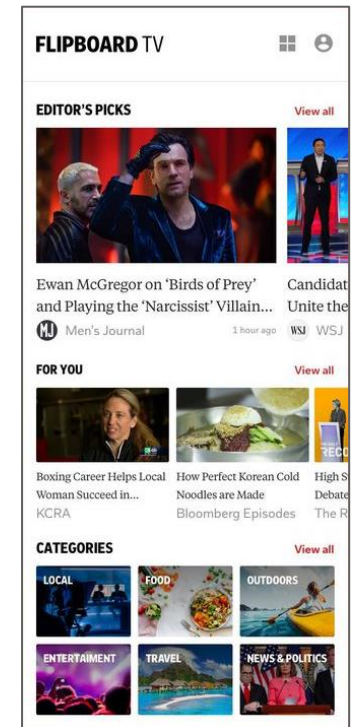 FLIPBOARD TV
EDITOR'S PICKS View all
Ewan McGregor on 'Birds of Prey'
and Playing the 'Narcissist' Villain...
MJ Men's Journal 1 hour ago
Candidat
Unite the
WSJ WSJ
FOR YOU View all
Boxing Career Helps Local
Woman Succeed in...
KCRA
How Perfect Korean Cold
Noodles are Made
Bloomberg Episodes
RECO
High S
Debate
The R
CATEGORIES View all
LOCAL FOOD OUTDOORS
ENTERTAIMENT TRAVEL NEWS & POLITICS